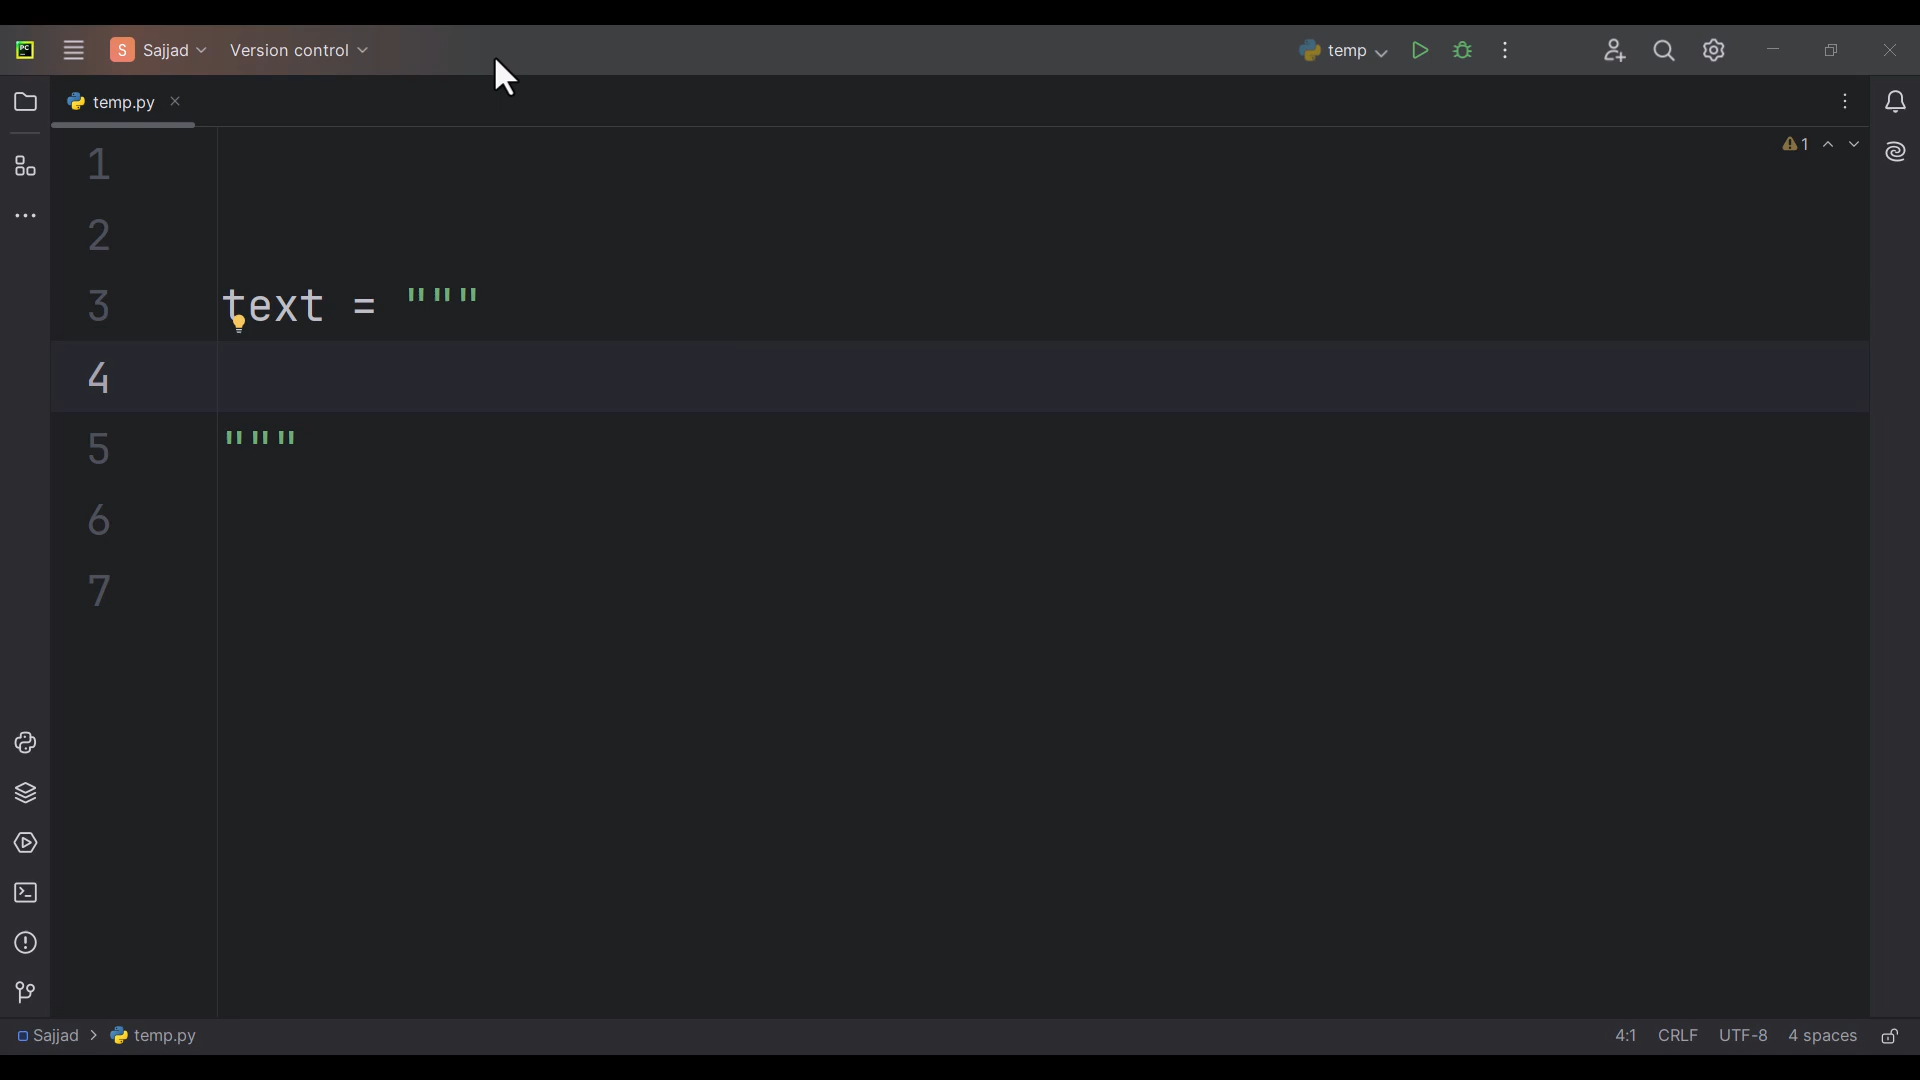 PC
S Sajjad Version control temp
temp.py
1
1
2
3 text = """
4
5 """
6
7
Sajjad > temp.py 4:1 CRLF UTF-8 4 spaces